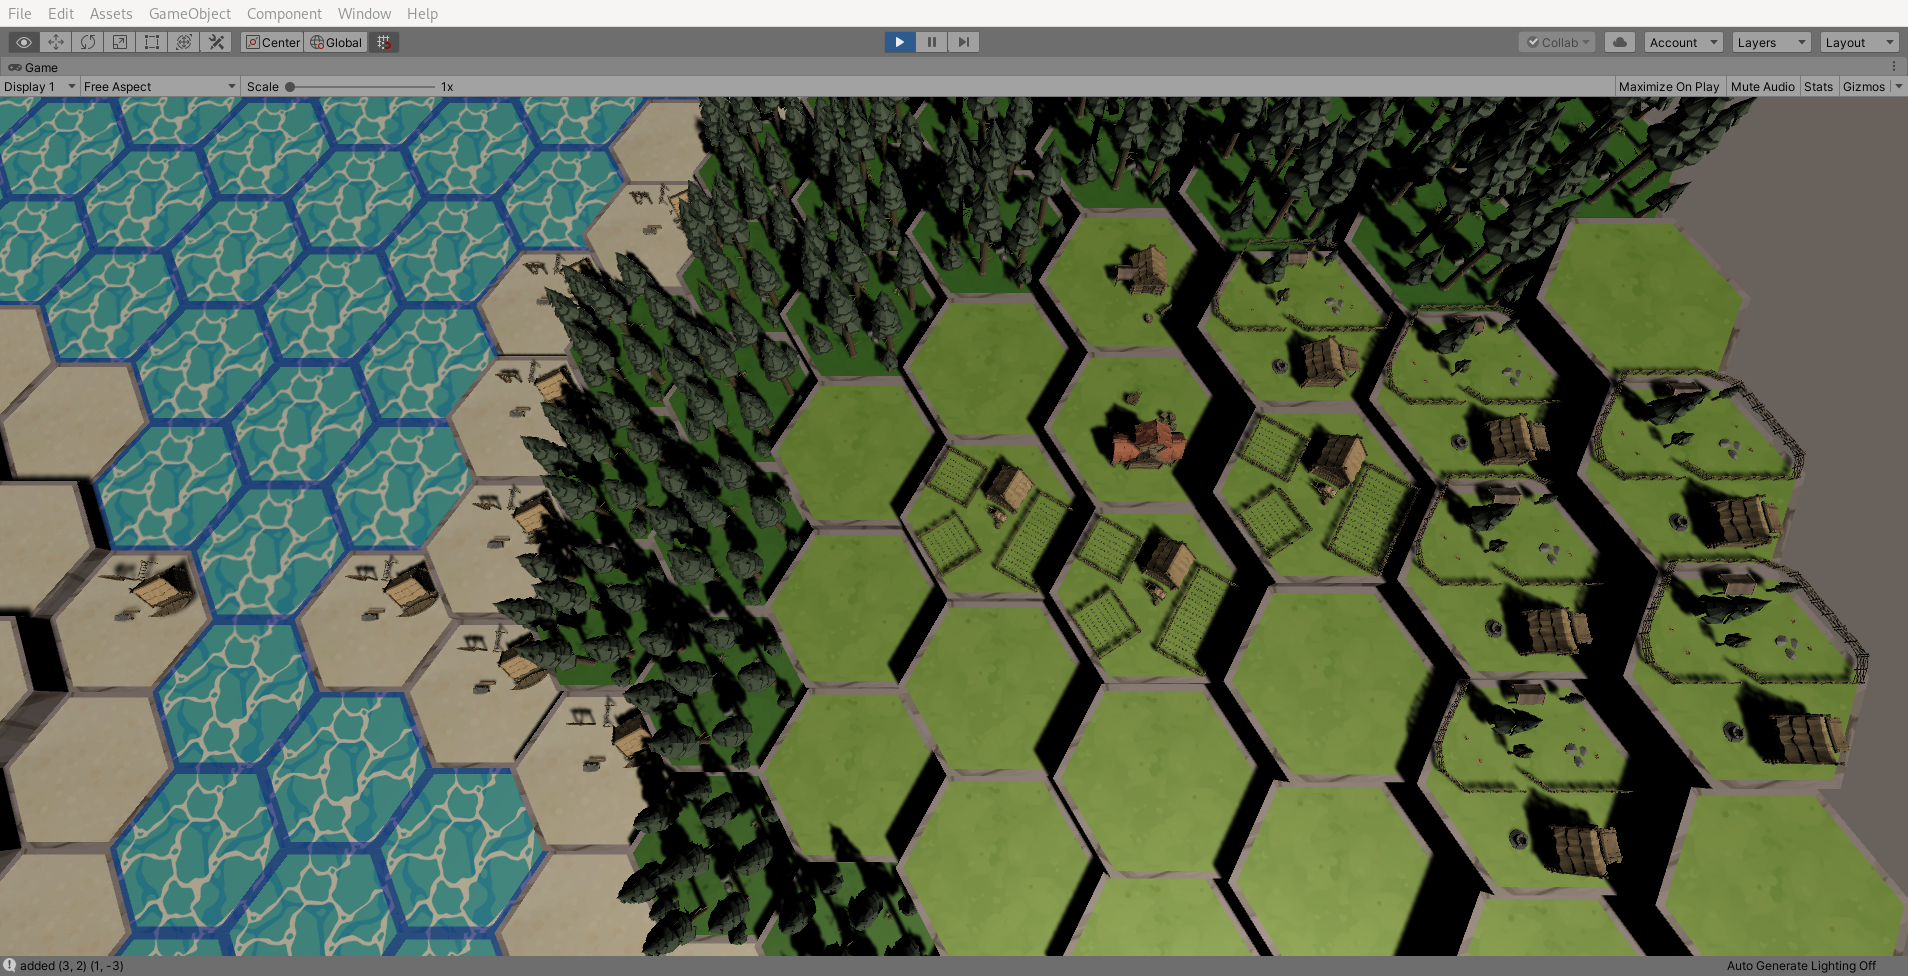 File Edit Assets GameObject Component Window Help
Center Global Collab Account Layers Layout
Game
Display 1 Free Aspect Scale 1x Maximize On Play Mute Audio Stats Gizmos
added (3, 2) (1, -3) Auto Generate Lighting Off